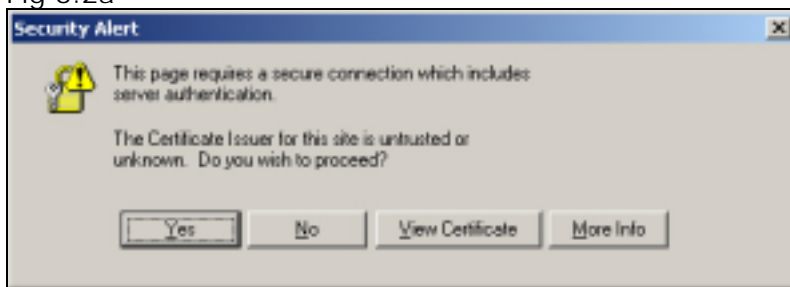 Fig 3.2a
Security Alert
This page requires a secure connection which includes
server authentication.
The Certificate Issuer for this site is untrusted or
unknown. Do you wish to proceed?
Yes No View Certificate More Info